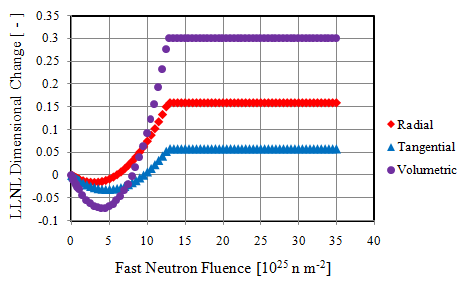 LLNL Dimensional Change [ - ]
0.35
0.3
0.25
0.2
0.15
0.1
0.05
0
-0.05
-0.1
0 5 10 15 20 25 30 35 40
Fast Neutron Fluence [10²⁵ n m⁻²]
Radial
Tangential
Volumetric